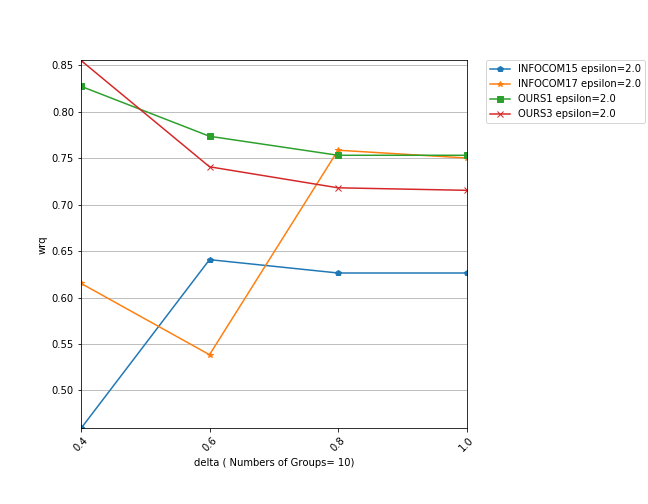 INFOCOM15 epsilon=2.0
INFOCOM17 epsilon=2.0
OURS1 epsilon=2.0
OURS3 epsilon=2.0
0.85
0.80
0.75
0.70
0.65
0.60
0.55
0.50
wrq
0.4
0.6
0.8
1.0
delta ( Numbers of Groups= 10)